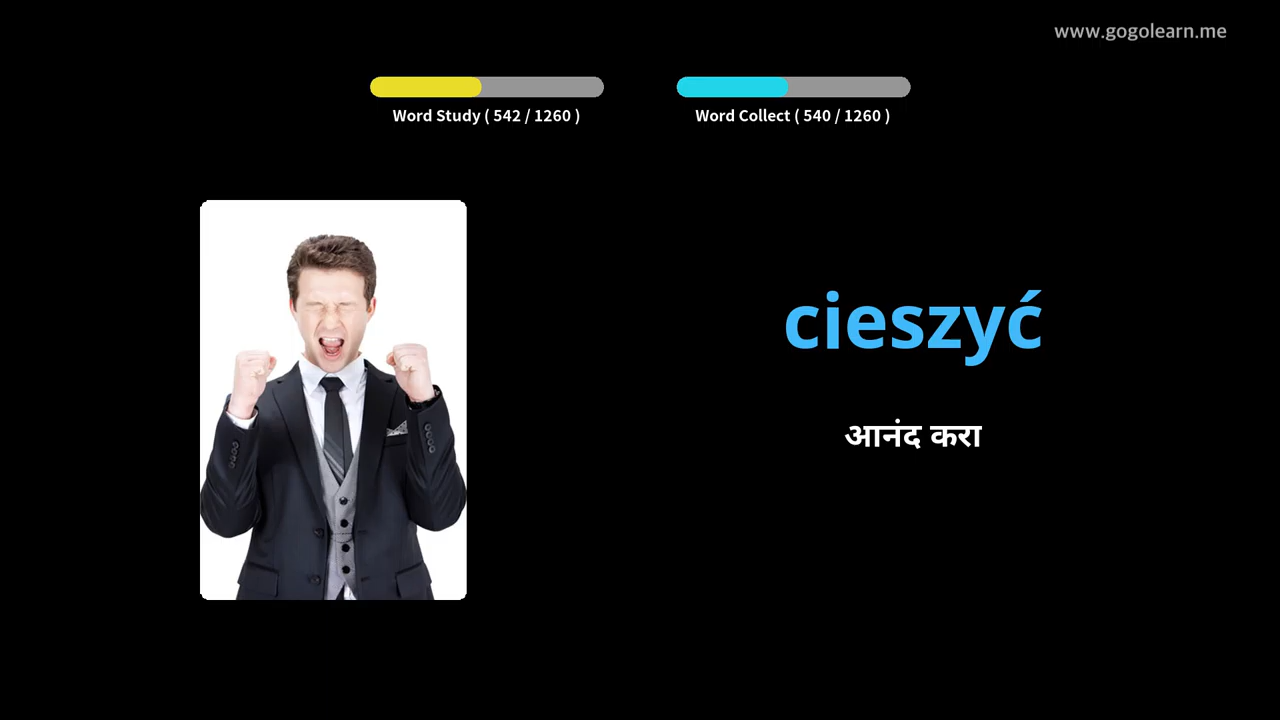 www.gogolearn.me
Word Study ( 542 / 1260 )
Word Collect ( 540 / 1260 )
cieszyć
आनंद करा